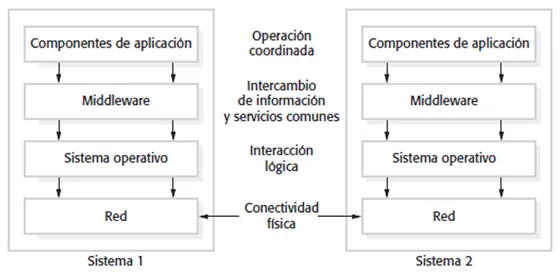 Componentes de aplicación
Middleware
Sistema operativo
Red
Sistema 1
Operación
coordinada
Intercambio
de información
y servicios comunes
Interacción
lógica
Conectividad
física
Componentes de aplicación
Middleware
Sistema operativo
Red
Sistema 2